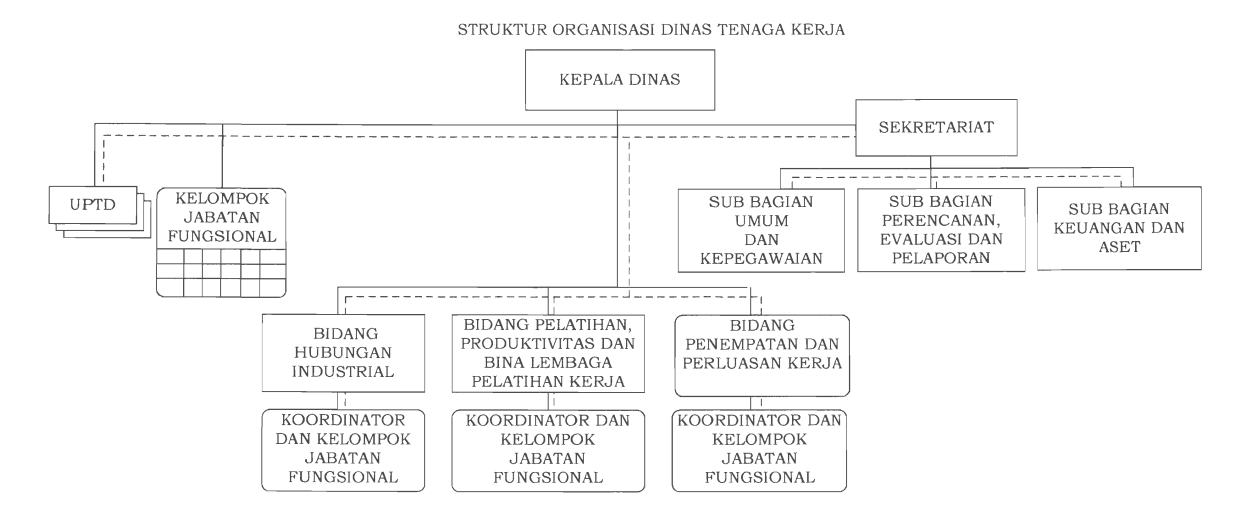 STRUKTUR ORGANISASI DINAS TENAGA KERJA
KEPALA DINAS
SEKRETARIAT
UPTD
KELOMPOK
JABATAN
FUNGSIONAL
SUB BAGIAN
UMUM
DAN
KEPEGAWAIAN
SUB BAGIAN
PERENCANAN,
EVALUASI DAN
PELAPORAN
SUB BAGIAN
KEUANGAN DAN
ASET
BIDANG
HUBUNGAN
INDUSTRIAL
BIDANG PELATIHAN,
PRODUKTIVITAS DAN
BINA LEMBAGA
PELATIHAN KERJA
BIDANG
PENEMPATAN DAN
PERLUASAN KERJA
KOORDINATOR
DAN KELOMPOK
JABATAN
FUNGSIONAL
KOORDINATOR DAN
KELOMPOK
JABATAN
FUNGSIONAL
KOORDINATOR DAN
KELOMPOK
JABATAN
FUNGSIONAL